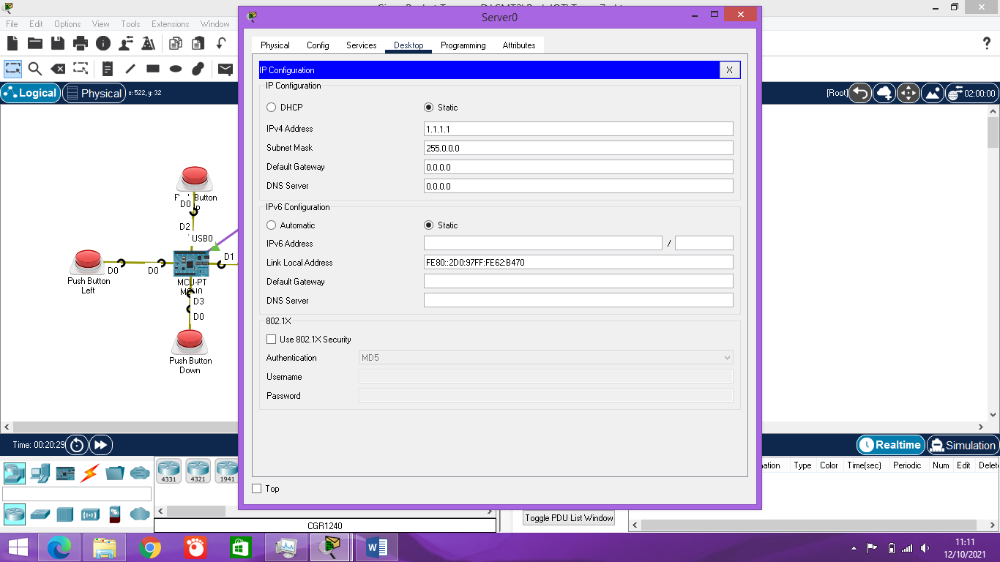 Server0
File Edit Options View Tools Extensions Window
Physical Config Services Desktop Programming Attributes
IP Configuration X
IP Configuration
Logical Physical x: 522, y: 32
[Root] 02:00:00
DHCP Static
IPv4 Address 1.1.1.1
Subnet Mask 255.0.0.0
Default Gateway 0.0.0.0
DNS Server 0.0.0.0
IPv6 Configuration
Automatic Static
IPv6 Address /
Link Local Address FE80::2D0:97FF:FE62:B470
Default Gateway
DNS Server
802.1X
Use 802.1X Security
Authentication MD5
Username
Password
Top
Button
D0
D2
USB0
D1
D0 D0
Push Button
Left
MCU-PT
D3
D0
Push Button
Down
Time: 00:20:29
Realtime Simulation
4331 4321 1941
Type Color Time(sec) Periodic Num Edit
CGR1240
Toggle PDU List Window
11:11
12/10/2021